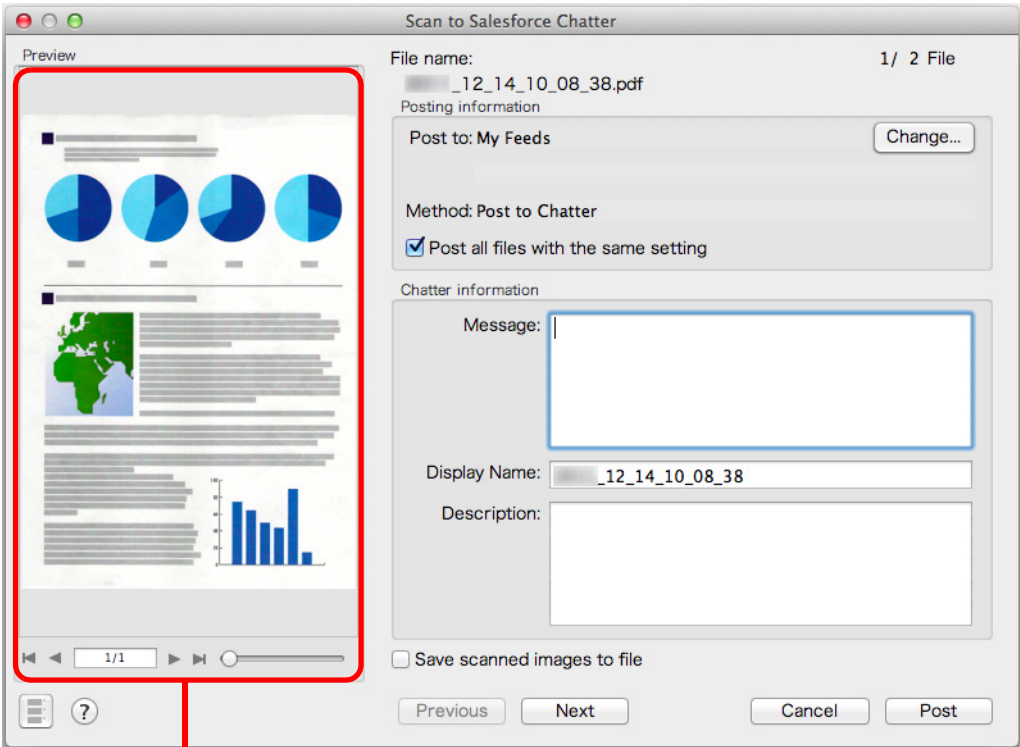 Scan to Salesforce Chatter
Preview
File name:
1/ 2 File
_12_14_10_08_38.pdf
Posting information
Post to: My Feeds
Change...
Method: Post to Chatter
Post all files with the same setting
Chatter information
Message:
Display Name: _12_14_10_08_38
Description:
1/1
Save scanned images to file
?
Previous
Next
Cancel
Post